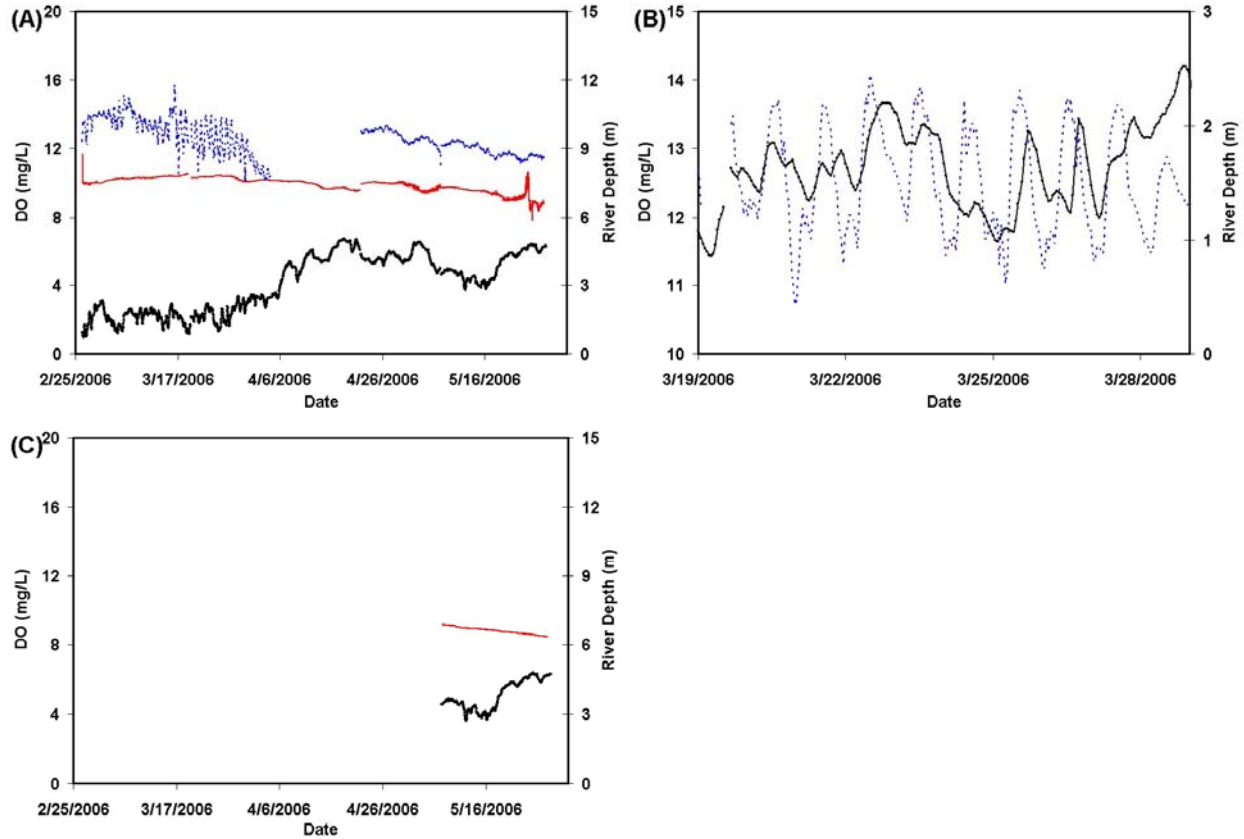 (A)
20
16
12
8
4
0
DO (mg/L)
15
12
9
6
3
0
River Depth (m)
2/25/2006 3/17/2006 4/6/2006 4/26/2006 5/16/2006
Date
(B)
15
14
13
12
11
10
DO (mg/L)
3
2
1
0
River Depth (m)
3/19/2006 3/22/2006 3/25/2006 3/28/2006
Date
(C)
20
16
12
8
4
0
DO (mg/L)
15
12
9
6
3
0
River Depth (m)
2/25/2006 3/17/2006 4/6/2006 4/26/2006 5/16/2006
Date